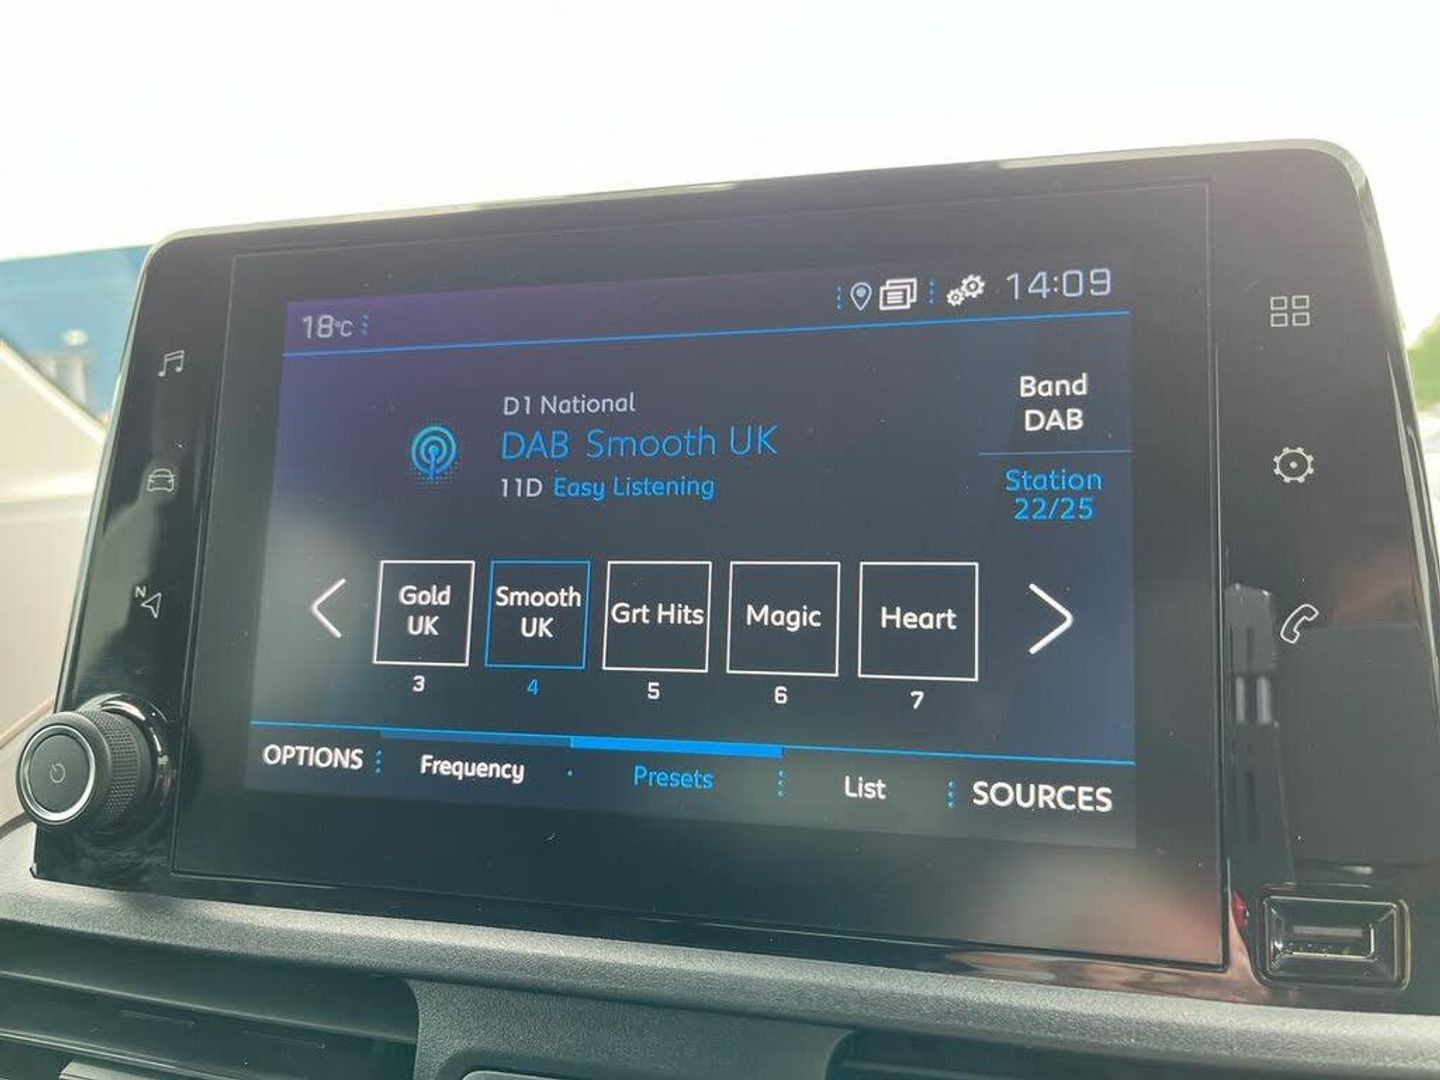 18°C
14:09
D1 National
DAB Smooth UK
11D Easy Listening
Band
DAB
Station
22/25
Gold
UK
Smooth
UK
Grt Hits
Magic
Heart
3
4
5
6
7
OPTIONS
Frequency
Presets
List
SOURCES
N